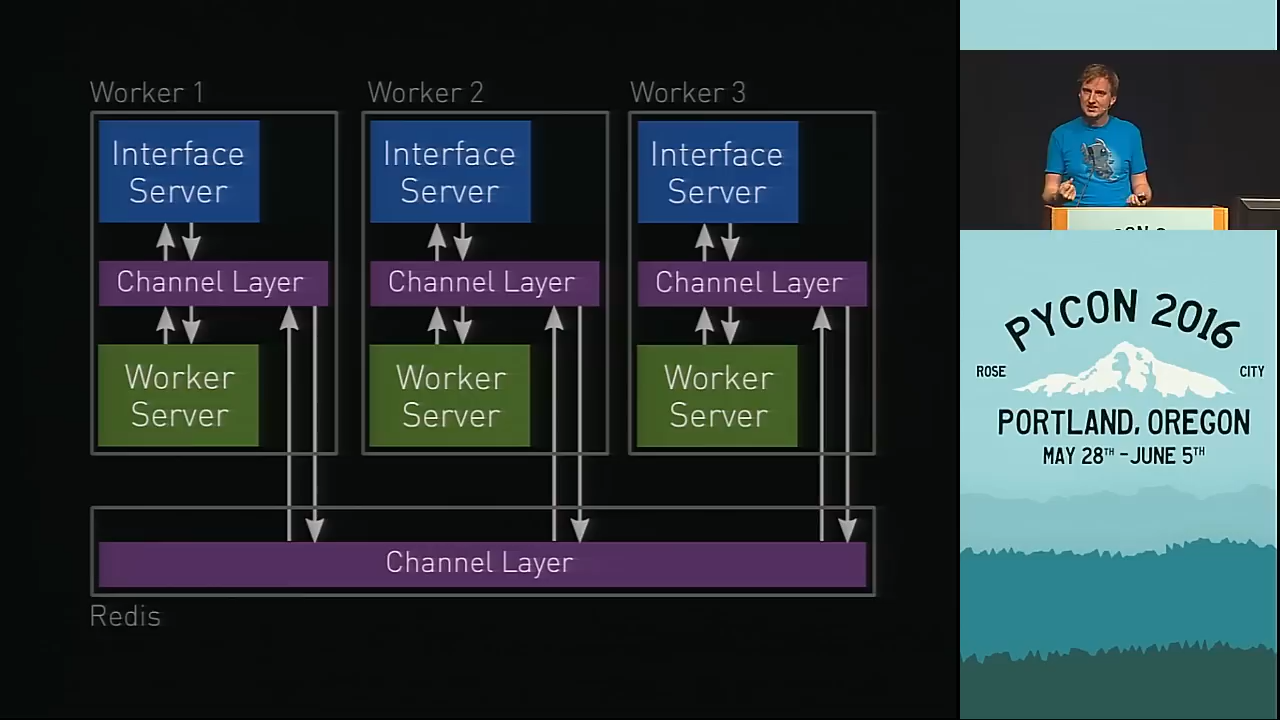 Worker 1
Worker 2
Worker 3
Interface
Server
Interface
Server
Interface
Server
Channel Layer
Channel Layer
Channel Layer
Worker
Server
Worker
Server
Worker
Server
Channel Layer
Redis
PYCON 2016
ROSE
CITY
PORTLAND, OREGON
MAY 28TH - JUNE 5TH